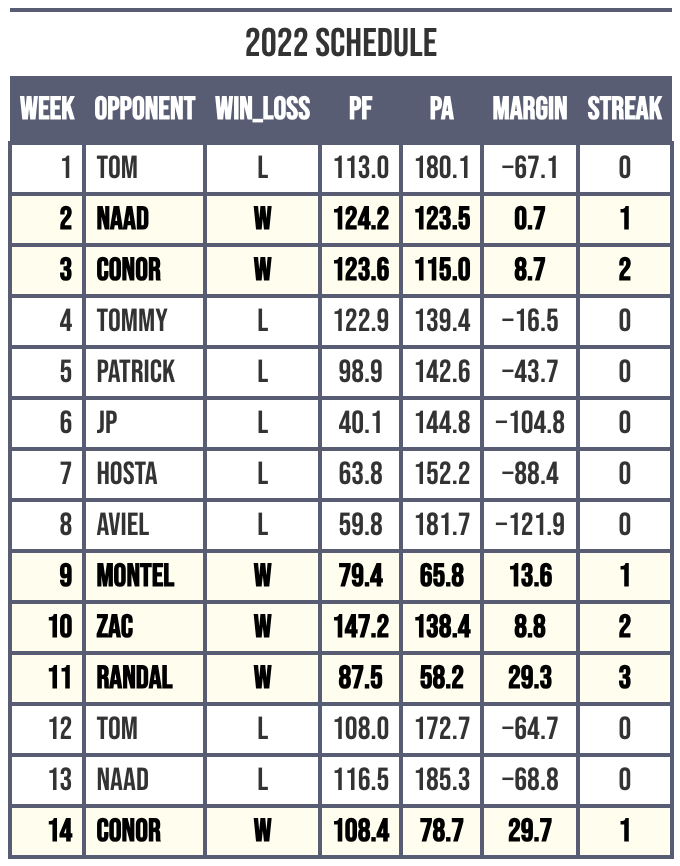 2022 SCHEDULE
WEEK OPPONENT WIN_LOSS PF PA MARGIN STREAK
1 TOM L 113.0 180.1 −67.1 0
2 NAAD W 124.2 123.5 0.7 1
3 CONOR W 123.6 115.0 8.7 2
4 TOMMY L 122.9 139.4 −16.5 0
5 PATRICK L 98.9 142.6 −43.7 0
6 JP L 40.1 144.8 −104.8 0
7 HOSTA L 63.8 152.2 −88.4 0
8 AVIEL L 59.8 181.7 −121.9 0
9 MONTEL W 79.4 65.8 13.6 1
10 ZAC W 147.2 138.4 8.8 2
11 RANDAL W 87.5 58.2 29.3 3
12 TOM L 108.0 172.7 −64.7 0
13 NAAD L 116.5 185.3 −68.8 0
14 CONOR W 108.4 78.7 29.7 1